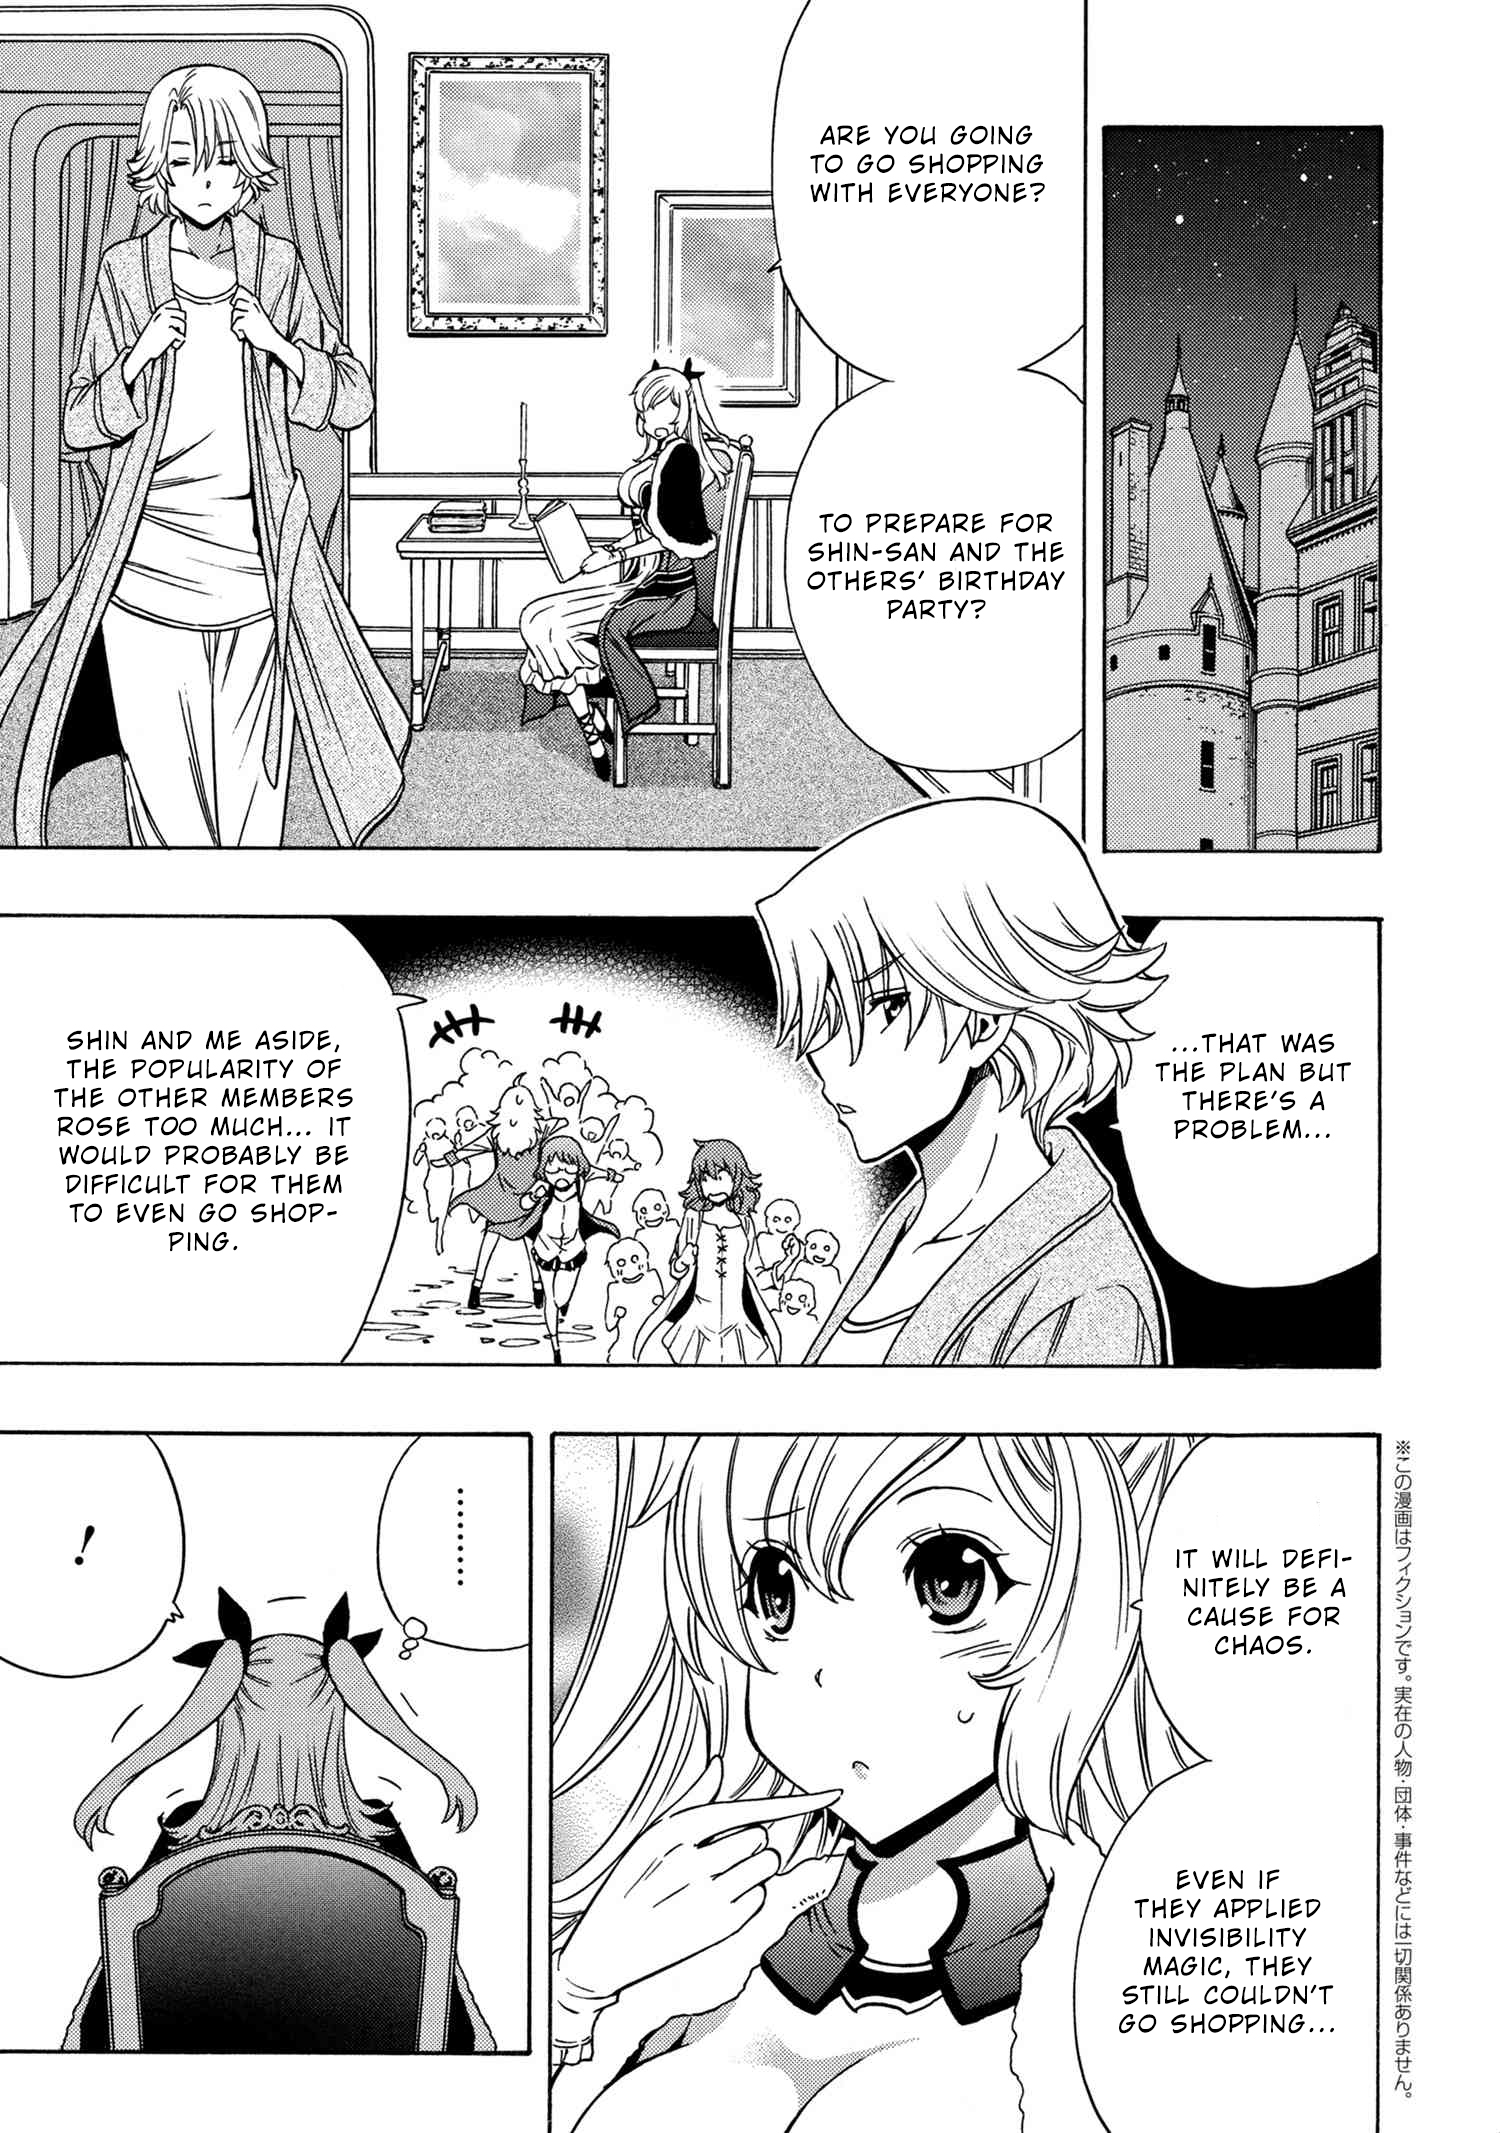 ARE YOU GOING
TO GO SHOPPING
WITH EVERYONE?
TO PREPARE FOR
SHIN-SAN AND THE
OTHERS' BIRTHDAY
PARTY?
...THAT WAS
THE PLAN BUT
THERE'S A
PROBLEM...
SHIN AND ME ASIDE,
THE POPULARITY OF
THE OTHER MEMBERS
ROSE TOO MUCH... IT
WOULD PROBABLY BE
DIFFICULT FOR THEM
TO EVEN GO SHOP-
PING.
IT WILL DEFI-
NITELY BE A
CAUSE FOR
CHAOS.
EVEN IF
THEY APPLIED
INVISIBILITY
MAGIC, THEY
STILL COULDN'T
GO SHOPPING...
.........
!
※この漫画はフィクションです。実在の人物・団体・事件などには一切関係ありません。